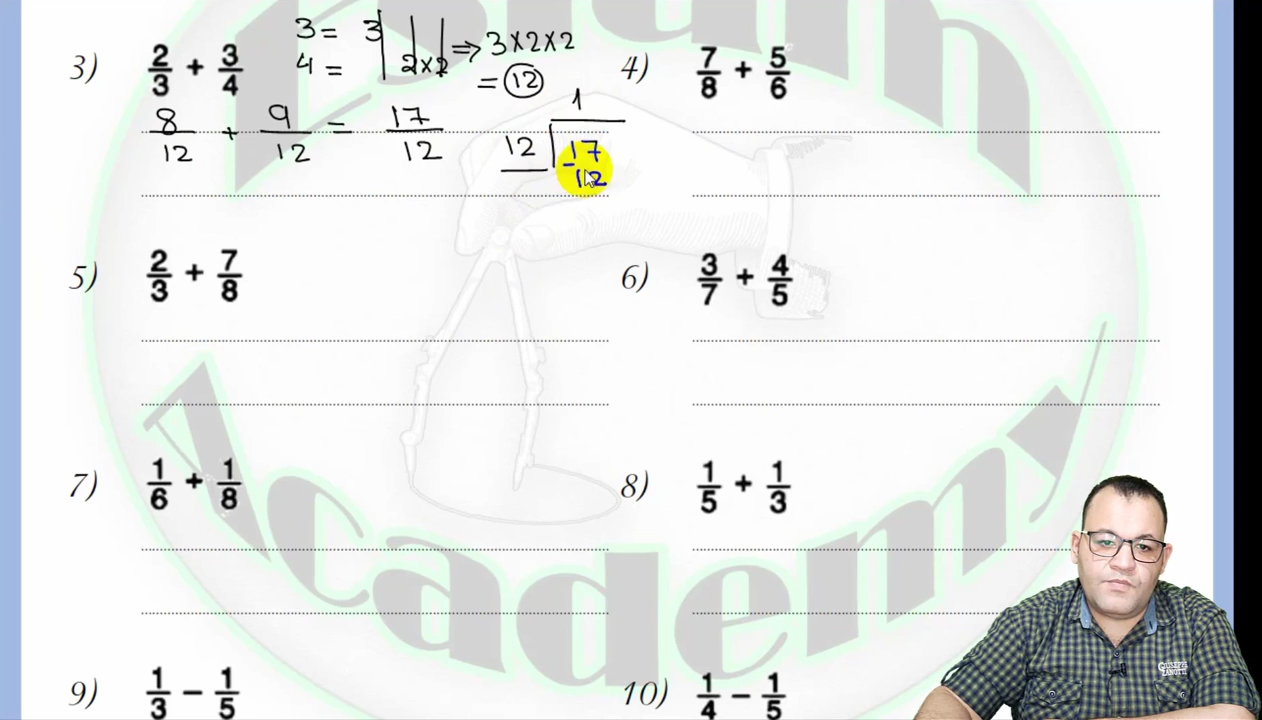 3) 2/3 + 3/4
3 = 3
4 = 2×2
⇒ 3×2×2
= 12
8/12 + 9/12 = 17/12
1
12 17
- 12
4) 7/8 + 5/6
5) 2/3 + 7/8
6) 3/7 + 4/5
7) 1/6 + 1/8
8) 1/5 + 1/3
9) 1/3 − 1/5
10) 1/4 − 1/5
Academy
GIUSEPPE
ZANOTTI